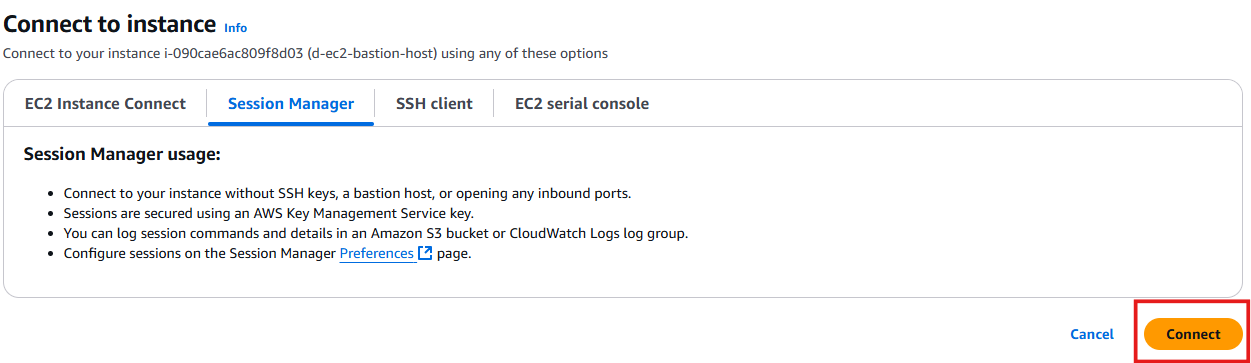 Connect to instance Info
Connect to your instance i-090cae6ac809f8d03 (d-ec2-bastion-host) using any of these options
EC2 Instance Connect
Session Manager
SSH client
EC2 serial console
Session Manager usage:
• Connect to your instance without SSH keys, a bastion host, or opening any inbound ports.
• Sessions are secured using an AWS Key Management Service key.
• You can log session commands and details in an Amazon S3 bucket or CloudWatch Logs log group.
• Configure sessions on the Session Manager Preferences page.
Cancel
Connect